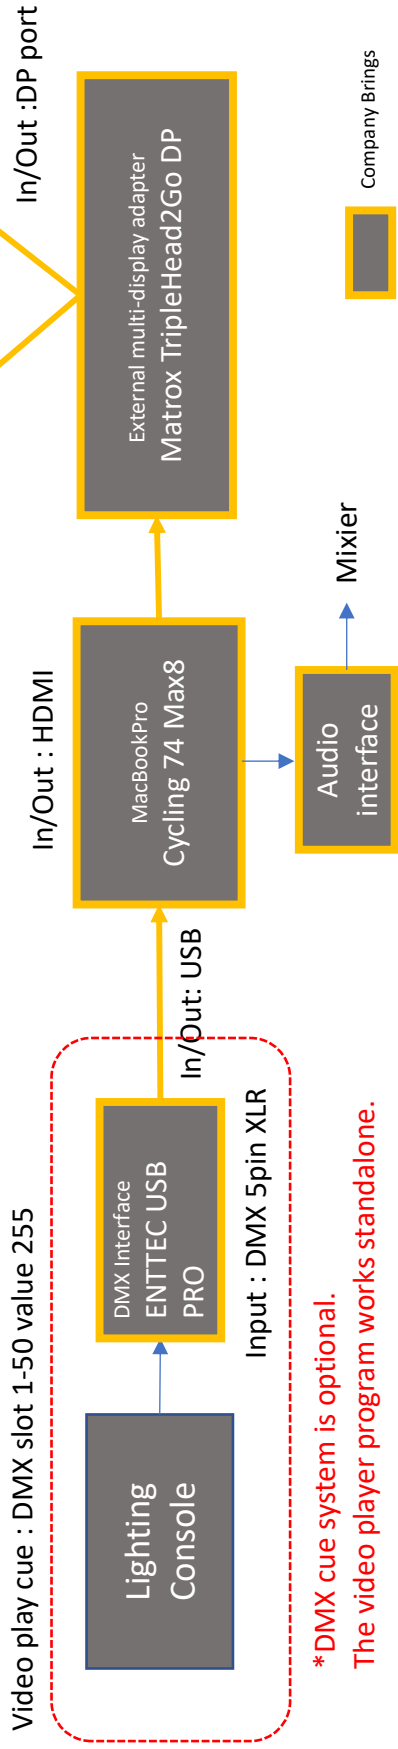 Video play cue : DMX slot 1-50 value 255
Lighting
Console
DMX Interface
ENTTEC USB
PRO
Input : DMX 5pin XLR
In/Out: USB
*DMX cue system is optional.
The video player program works standalone.
In/Out : HDMI
MacBookPro
Cycling 74 Max8
Audio
interface
Mixier
In/Out :DP port
External multi-display adapter
Matrox TripleHead2Go DP
Company Brings